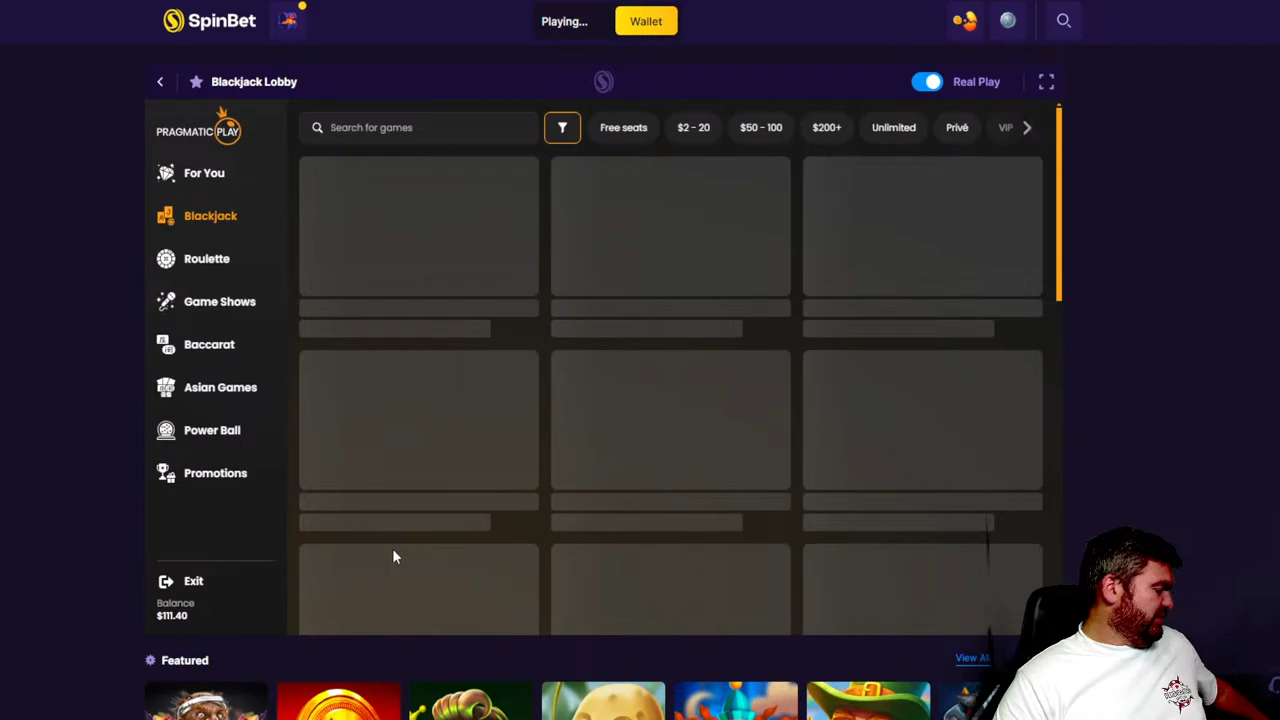 SpinBet
Playing...
Wallet
Blackjack Lobby
Real Play
PRAGMATIC PLAY
Search for games
Free seats
$2 - 20
$50 - 100
$200+
Unlimited
Privé
VIP
For You
Blackjack
Roulette
Game Shows
Baccarat
Asian Games
Power Ball
Promotions
Exit
Balance
$111.40
Featured
View Al